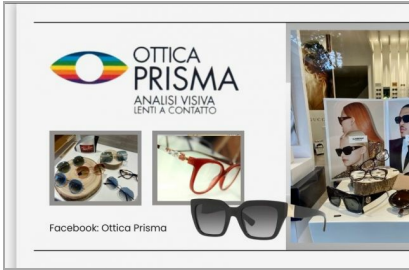 OTTICA
PRISMA
ANALISI VISIVA
LENTI A CONTATTO
Facebook: Ottica Prisma